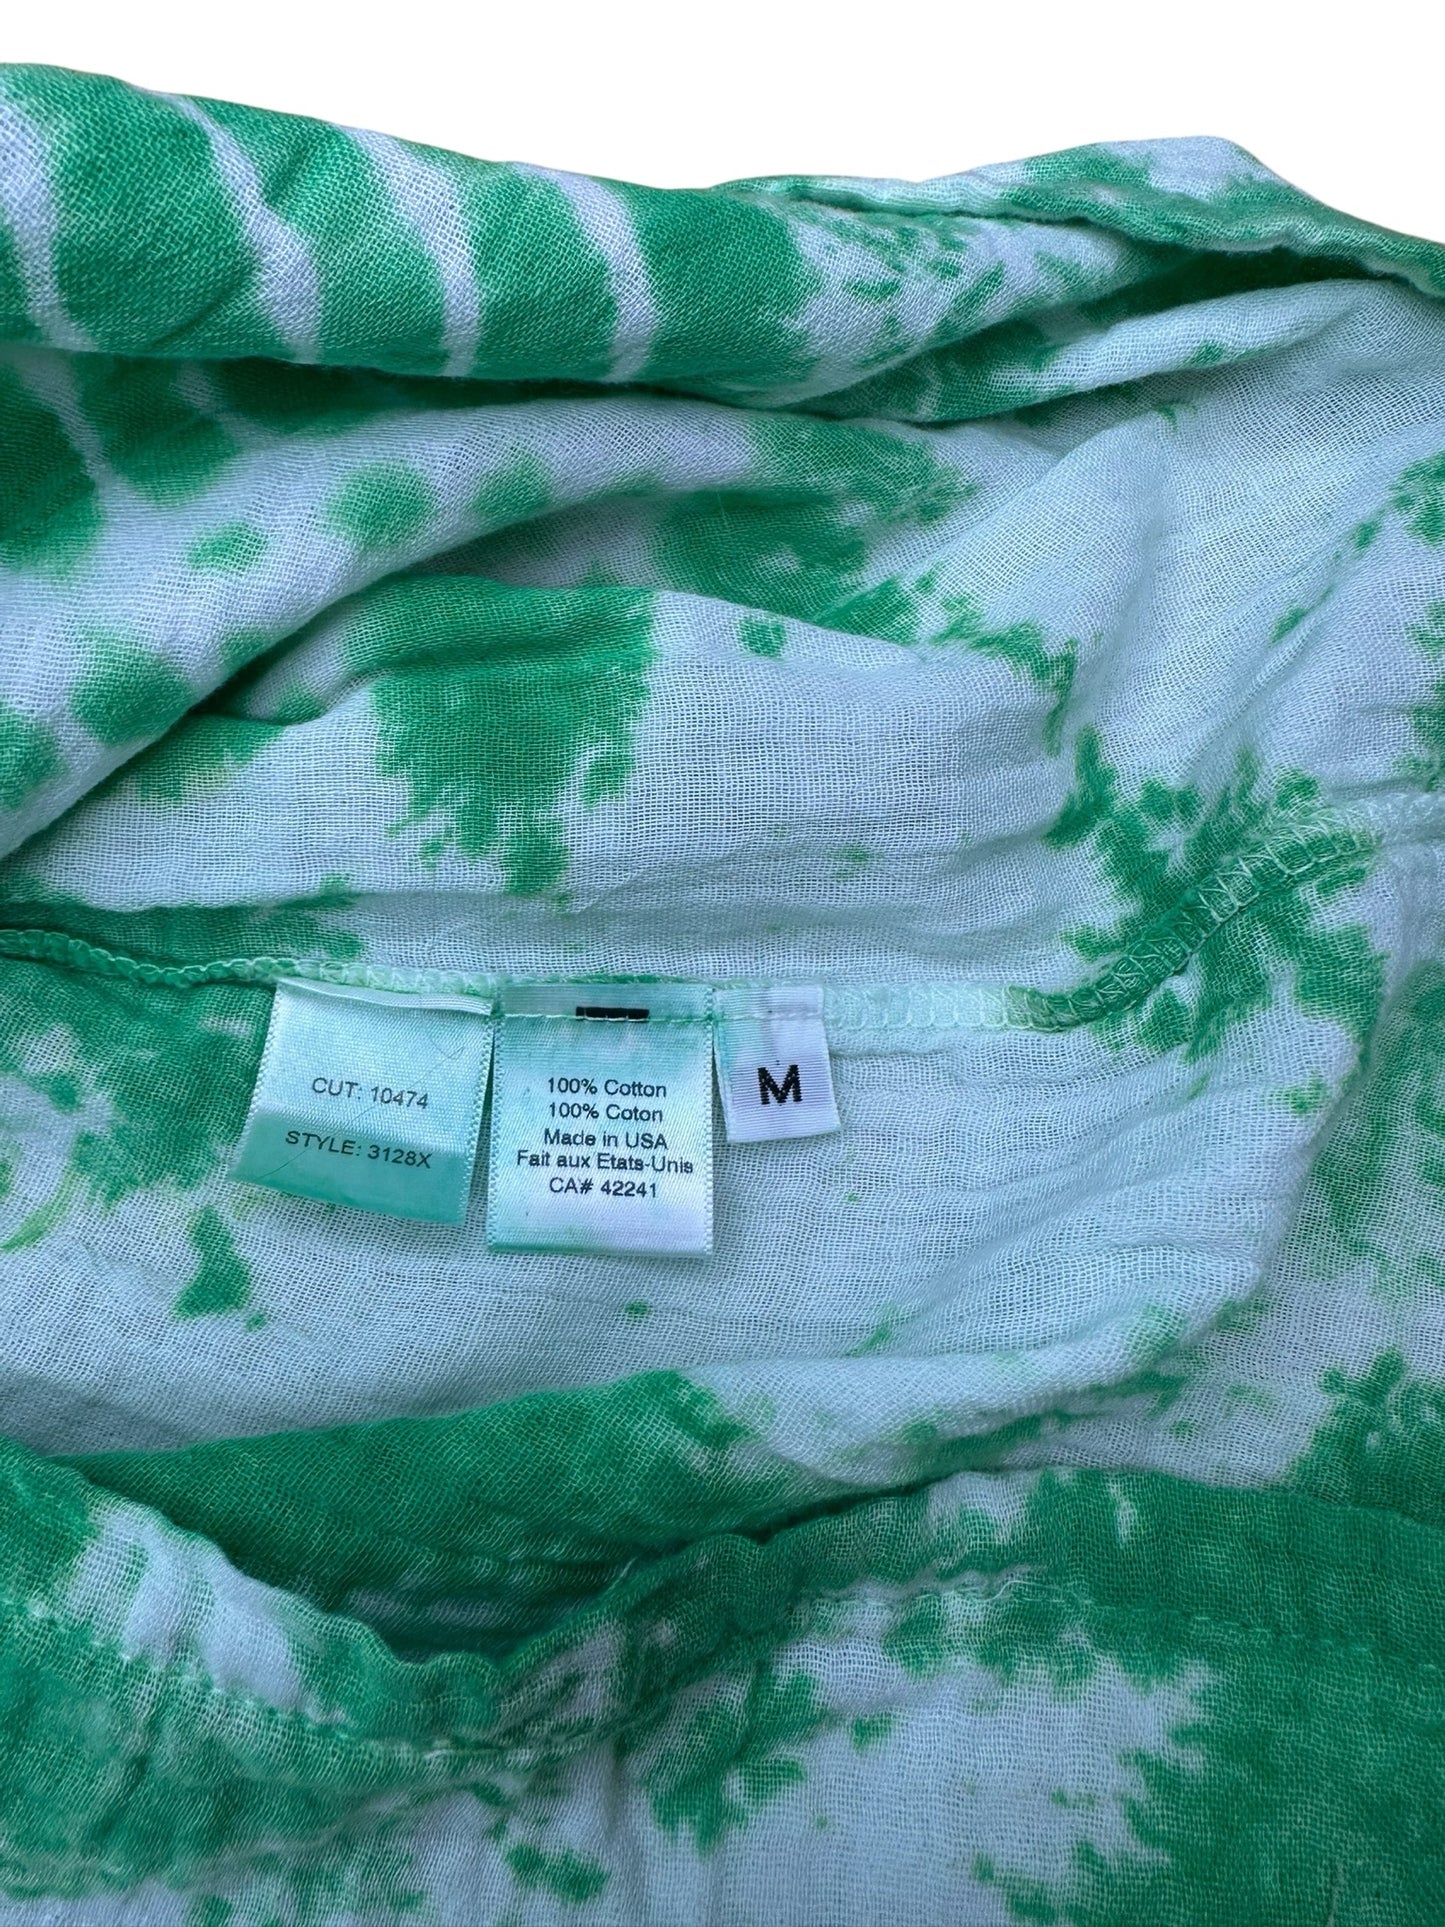 CUT: 10474
STYLE: 3128X
100% Cotton
100% Coton
Made in USA
Fait aux Etats-Unis
CA# 42241
M